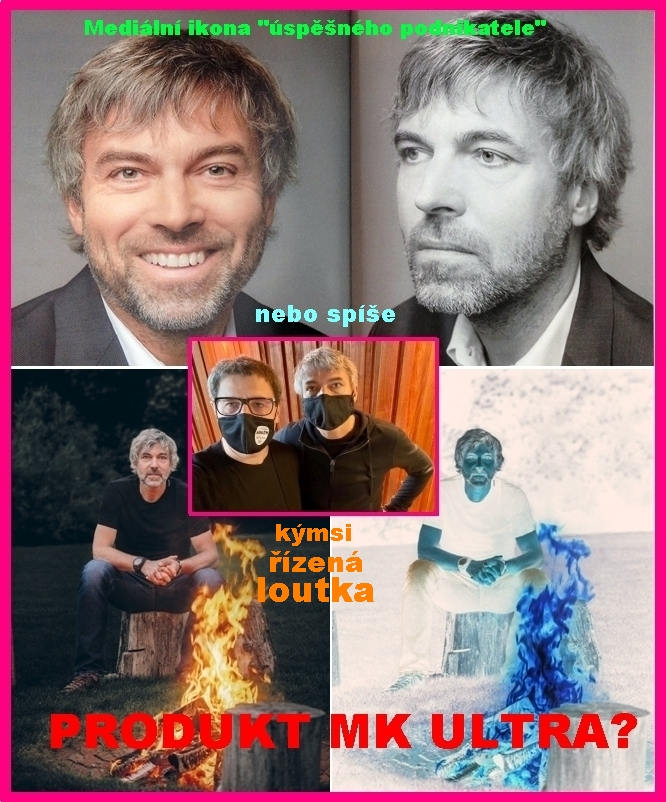 Mediální ikona "úspěšného podnikatele"
nebo spíše
kýmsi
řízená
loutka
PRODUKT MK ULTRA?